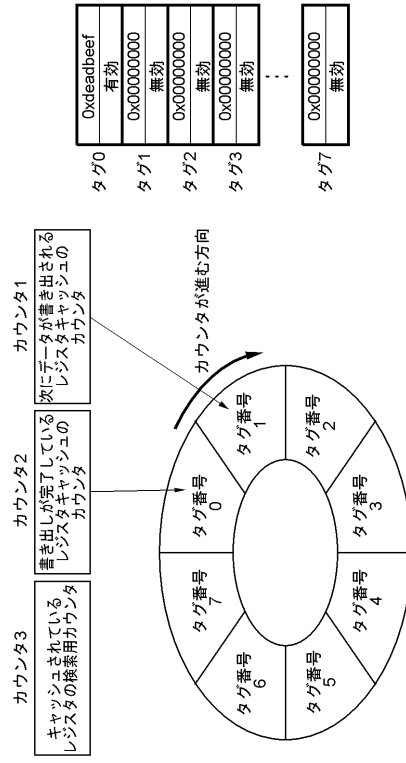 カウンタ3
キャッシュされている
レジスタの検索用カウンタ
カウンタ2
書き出しが完了している
レジスタキャッシュの
カウンタ
カウンタ1
次にデータが書き出される
レジスタキャッシュの
カウンタ
カウンタが進む方向
タグ番号
0
タグ番号
1
タグ番号
2
タグ番号
3
タグ番号
4
タグ番号
5
タグ番号
6
タグ番号
7
タグ0
0xdeadbeef
有効
タグ1
0x00000000
無効
タグ2
0x00000000
無効
タグ3
0x00000000
無効
...
タグ7
0x00000000
無効